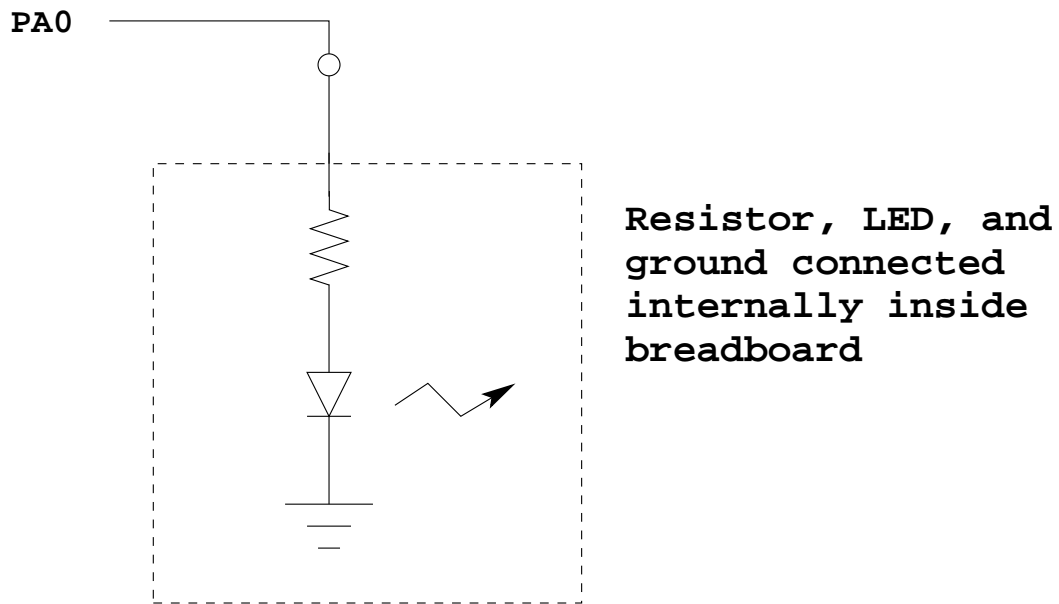 PA0
Resistor, LED, and
ground connected
internally inside
breadboard